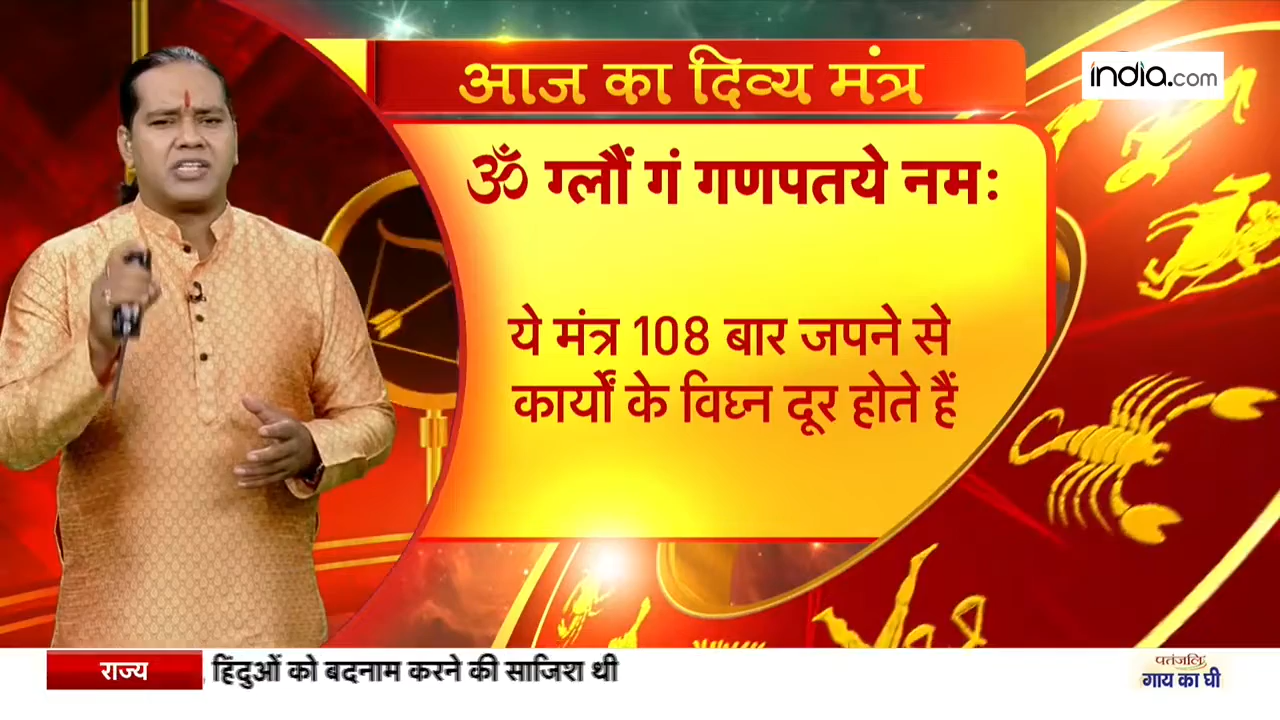 आज का दिव्य मंत्र
india.com
ॐ ग्लौं गं गणपतये नमः
ये मंत्र 108 बार जपने से
कार्यों के विघ्न दूर होते हैं
राज्य
हिंदुओं को बदनाम करने की साजिश थी
पतंजलि
गाय का घी